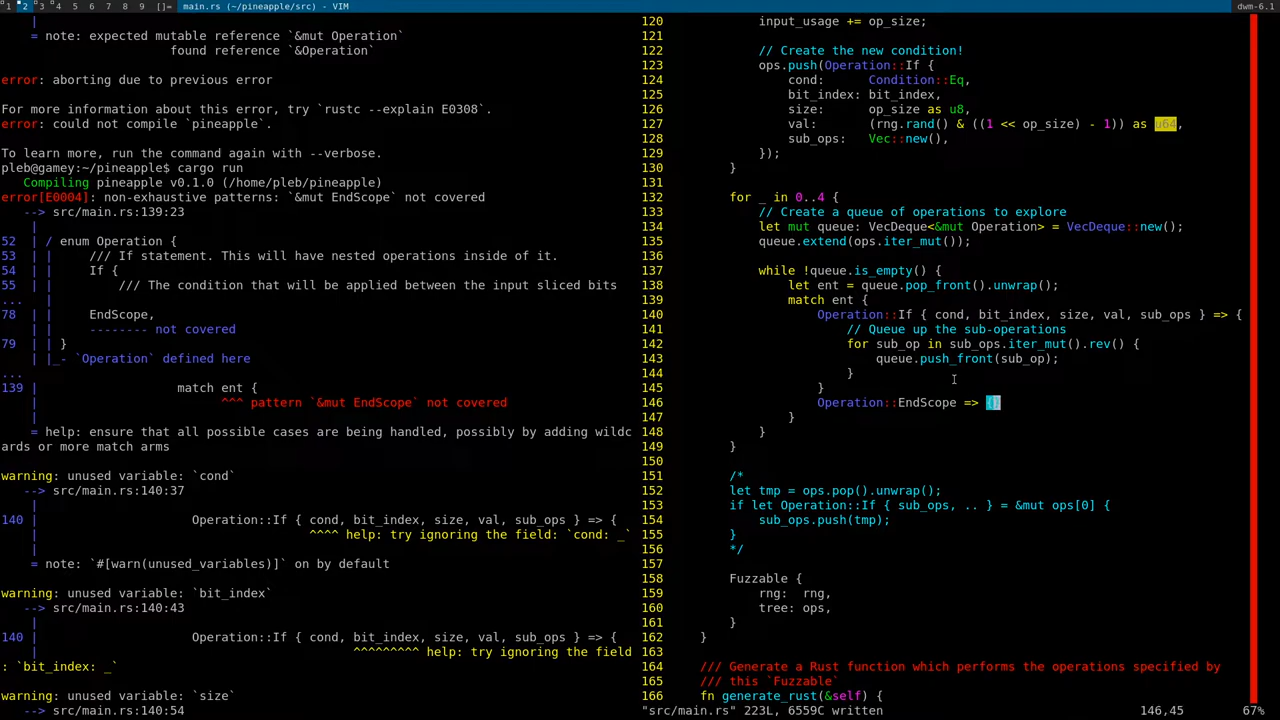 1 2 3 4 5 6 7 8 9 []= main.rs (~/pineapple/src) - VIM dwm-6.1
|
= note: expected mutable reference `&mut Operation`
found reference `&Operation`
error: aborting due to previous error
For more information about this error, try `rustc --explain E0308`.
error: could not compile `pineapple`.
To learn more, run the command again with --verbose.
pleb@gamey:~/pineapple$ cargo run
Compiling pineapple v0.1.0 (/home/pleb/pineapple)
error[E0004]: non-exhaustive patterns: `&mut EndScope` not covered
--> src/main.rs:139:23
|
52 | / enum Operation {
53 | |     /// If statement. This will have nested operations inside of it.
54 | |     If {
55 | |         /// The condition that will be applied between the input sliced bits
... |
78 | |     EndScope,
| |     -------- not covered
79 | | }
| |_- `Operation` defined here
...
139 |                   match ent {
|                         ^^^ pattern `&mut EndScope` not covered
|
= help: ensure that all possible cases are being handled, possibly by adding wildc
ards or more match arms
warning: unused variable: `cond`
--> src/main.rs:140:37
|
140 |                     Operation::If { cond, bit_index, size, val, sub_ops } => {
|                                     ^^^^ help: try ignoring the field: `cond: _`
|
= note: `#[warn(unused_variables)]` on by default
warning: unused variable: `bit_index`
--> src/main.rs:140:43
|
140 |                     Operation::If { cond, bit_index, size, val, sub_ops } => {
|                                           ^^^^^^^^^ help: try ignoring the field
: `bit_index: _`
warning: unused variable: `size`
--> src/main.rs:140:54
120             input_usage += op_size;
121
122             // Create the new condition!
123             ops.push(Operation::If {
124                 cond:      Condition::Eq,
125                 bit_index: bit_index,
126                 size:      op_size as u8,
127                 val:       (rng.rand() & ((1 << op_size) - 1)) as u64,
128                 sub_ops:   Vec::new(),
129             });
130         }
131
132         for _ in 0..4 {
133             // Create a queue of operations to explore
134             let mut queue: VecDeque<&mut Operation> = VecDeque::new();
135             queue.extend(ops.iter_mut());
136
137             while !queue.is_empty() {
138                 let ent = queue.pop_front().unwrap();
139                 match ent {
140                     Operation::If { cond, bit_index, size, val, sub_ops } => {
141                         // Queue up the sub-operations
142                         for sub_op in sub_ops.iter_mut().rev() {
143                             queue.push_front(sub_op);
144                         }
145                     }
146                     Operation::EndScope => {}
147                 }
148             }
149         }
150
151         /*
152         let tmp = ops.pop().unwrap();
153         if let Operation::If { sub_ops, .. } = &mut ops[0] {
154             sub_ops.push(tmp);
155         }
156         */
157
158         Fuzzable {
159             rng:  rng,
160             tree: ops,
161         }
162     }
163
164     /// Generate a Rust function which performs the operations specified by
165     /// this `Fuzzable`
166     fn generate_rust(&self) {
"src/main.rs" 223L, 6559C written 146,45 67%